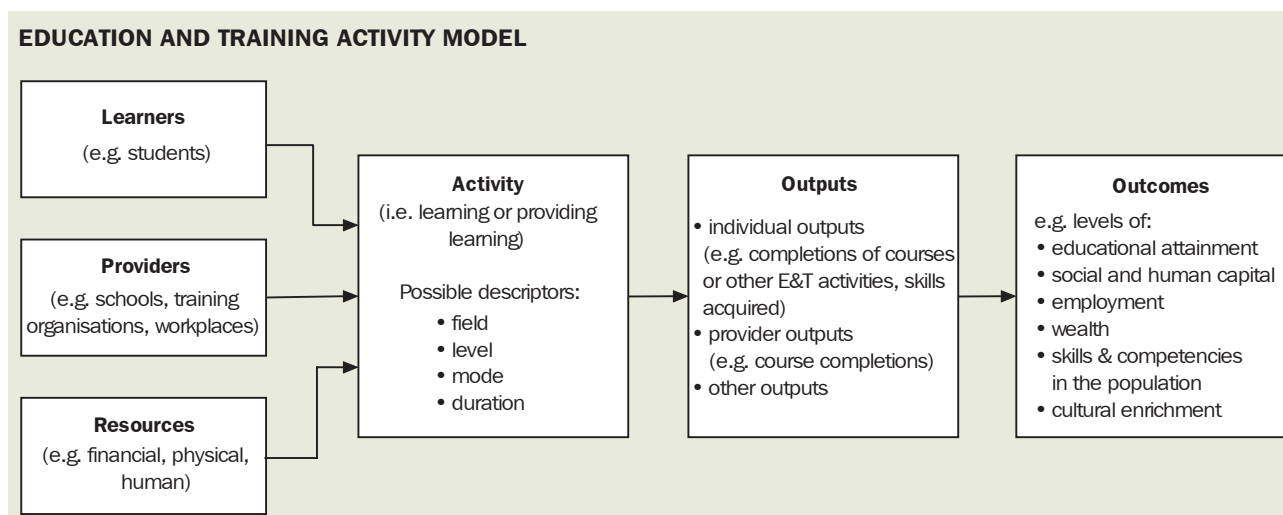 EDUCATION AND TRAINING ACTIVITY MODEL
Learners
(e.g. students)
Providers
(e.g. schools, training
organisations, workplaces)
Resources
(e.g. financial, physical,
human)
Activity
(i.e. learning or providing
learning)
Possible descriptors:
• field
• level
• mode
• duration
Outputs
• individual outputs
(e.g. completions of courses
or other E&T activities, skills
acquired)
• provider outputs
(e.g. course completions)
• other outputs
Outcomes
e.g. levels of:
• educational attainment
• social and human capital
• employment
• wealth
• skills & competencies
in the population
• cultural enrichment